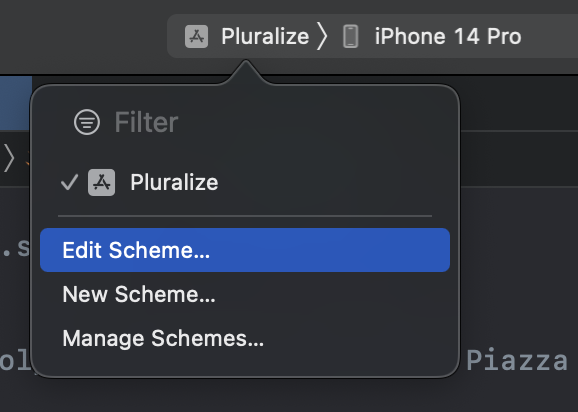 Pluralize 〉 iPhone 14 Pro
Filter
Pluralize
.s
Edit Scheme...
New Scheme...
Manage Schemes...
Piazza